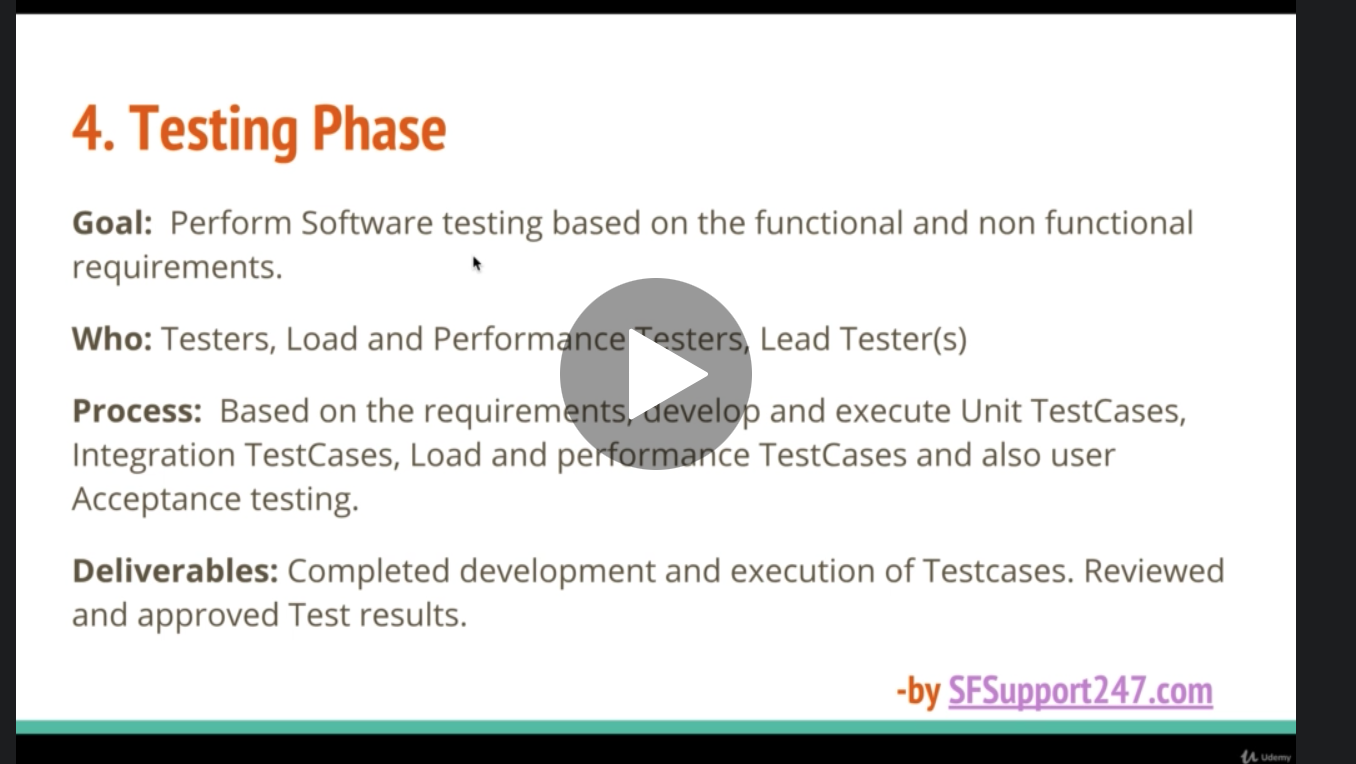 4. Testing Phase
Goal: Perform Software testing based on the functional and non functional
requirements.
Who: Testers, Load and Performance Testers, Lead Tester(s)
Process: Based on the requirements, develop and execute Unit TestCases,
Integration TestCases, Load and performance TestCases and also user
Acceptance testing.
Deliverables: Completed development and execution of Testcases. Reviewed
and approved Test results.
-by SFSupport247.com
Udemy